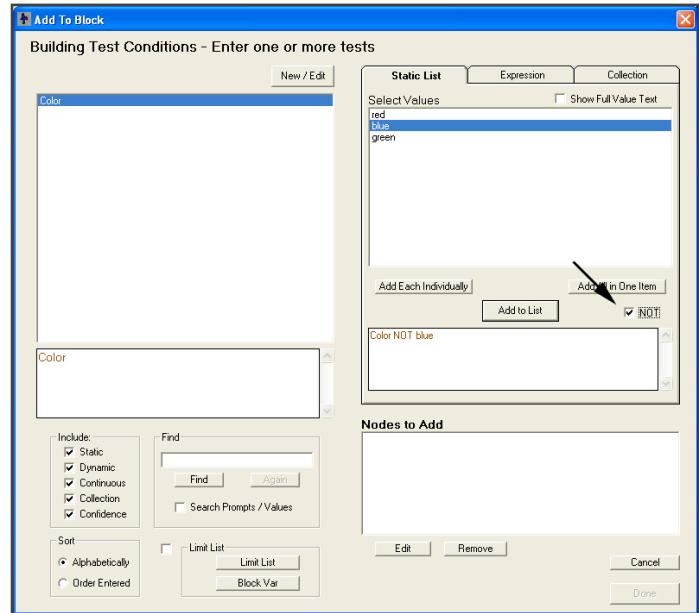 Add To Block
Building Test Conditions - Enter one or more tests
New / Edit
Color
Color
Include:
Static
Dynamic
Continuous
Collection
Confidence
Find
Find
Again
Search Prompts / Values
Sort
Alphabetically
Order Entered
Limit List
Limit List
Block Var
Static List
Expression
Collection
Select Values
Show Full Value Text
red
blue
green
Add Each Individually
Add All in One Item
Add to List
NOT
Color NOT blue
Nodes to Add
Edit
Remove
Cancel
Done